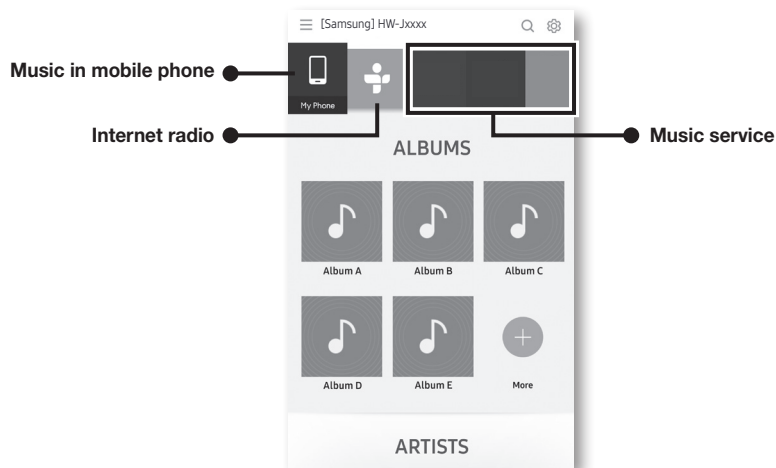 [Samsung] HW-Jxxxx
Music in mobile phone
My Phone
Internet radio
Music service
ALBUMS
Album A
Album B
Album C
Album D
Album E
More
ARTISTS